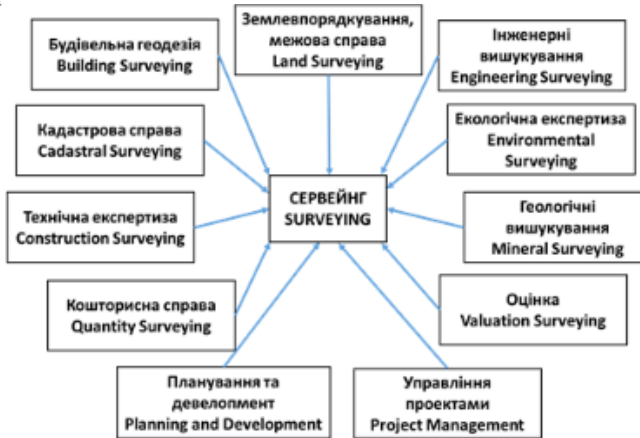 Землевпорядкування,
межова справа
Land Surveying
Будівельна геодезія
Building Surveying
Інженерні
вишукування
Engineering Surveying
Кадастрова справа
Cadastral Surveying
Екологічна експертиза
Environmental
Surveying
СЕРВЕЙНГ
SURVEYING
Технічна експертиза
Construction Surveying
Геологічні
вишукування
Mineral Surveying
Кошторисна справа
Quantity Surveying
Оцінка
Valuation Surveying
Планування та
девелопмент
Planning and Development
Управління
проектами
Project Management